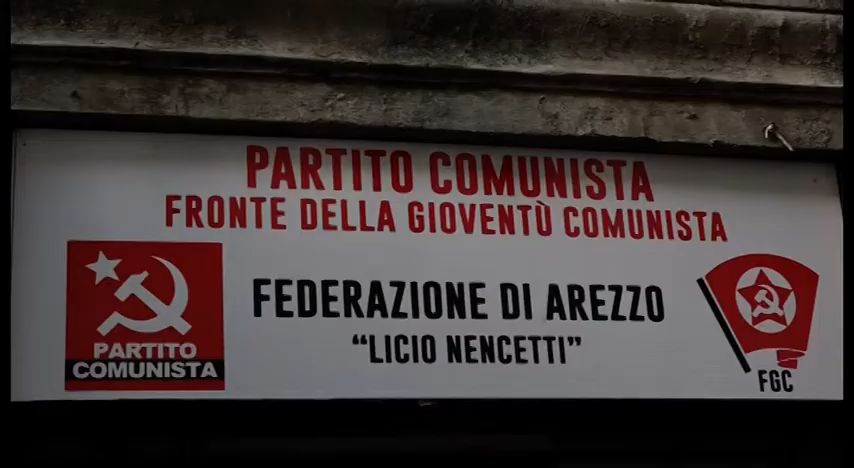 PARTITO COMUNISTA
FRONTE DELLA GIOVENTÙ COMUNISTA
FEDERAZIONE DI AREZZO
“LICIO NENCETTI”
PARTITO
COMUNISTA
FGC